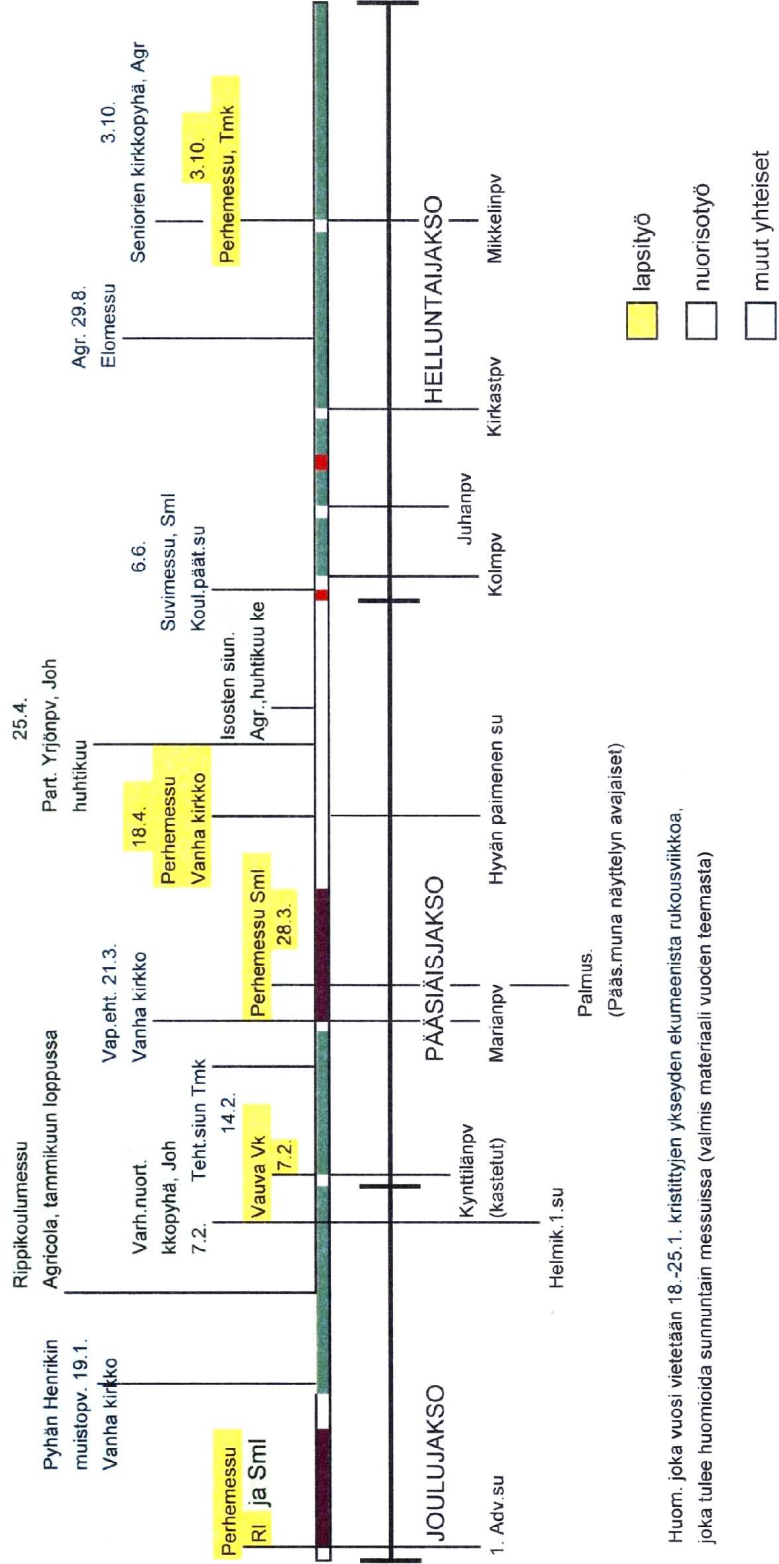 Pyhän Henrikin
muistopv. 19.1.
Vanha kirkko
Perhemessu
RI ja Sml
Rippikoulumessu
Agricola, tammikuun loppussa
Varh.nuort.
kkopyhä, Joh
7.2.
Teht.siun Tmk
14.2.
Vauva Vk
7.2.
Vap.eht. 21.3.
Vanha kirkko
Perhemessu Sml
28.3.
18.4.
Perhemessu
Vanha kirkko
25.4.
Part. Yrjönpv, Joh
huhtikuu
Isosten siun.
Agr.,huhtikuu ke
6.6.
Suvimessu, Sml
Koul.päät.su
Agr. 29.8.
Elomessu
3.10.
Seniorien kirkkopyhä, Agr
3.10.
Perhemessu, Tmk
JOULUJAKSO
PÄÄSIÄISJAKSO
HELLUNTAIJAKSO
1. Adv.su
Helmik.1.su
Kynttilänpv
(kastetut)
Marianpv
Palmus.
(Pääs.muna näyttelyn avajaiset)
Hyvän paimenen su
Kolmpv
Juhanpv
Kirkastpv
Mikkelinpv
lapsityö
nuorisotyö
muut yhteiset
Huom. joka vuosi vietetään 18.-25.1. kristittyjen ykseyden ekumeenista rukousviikkoa,
joka tulee huomioida sunnuntain messuissa (valmis materiaali vuoden teemasta)